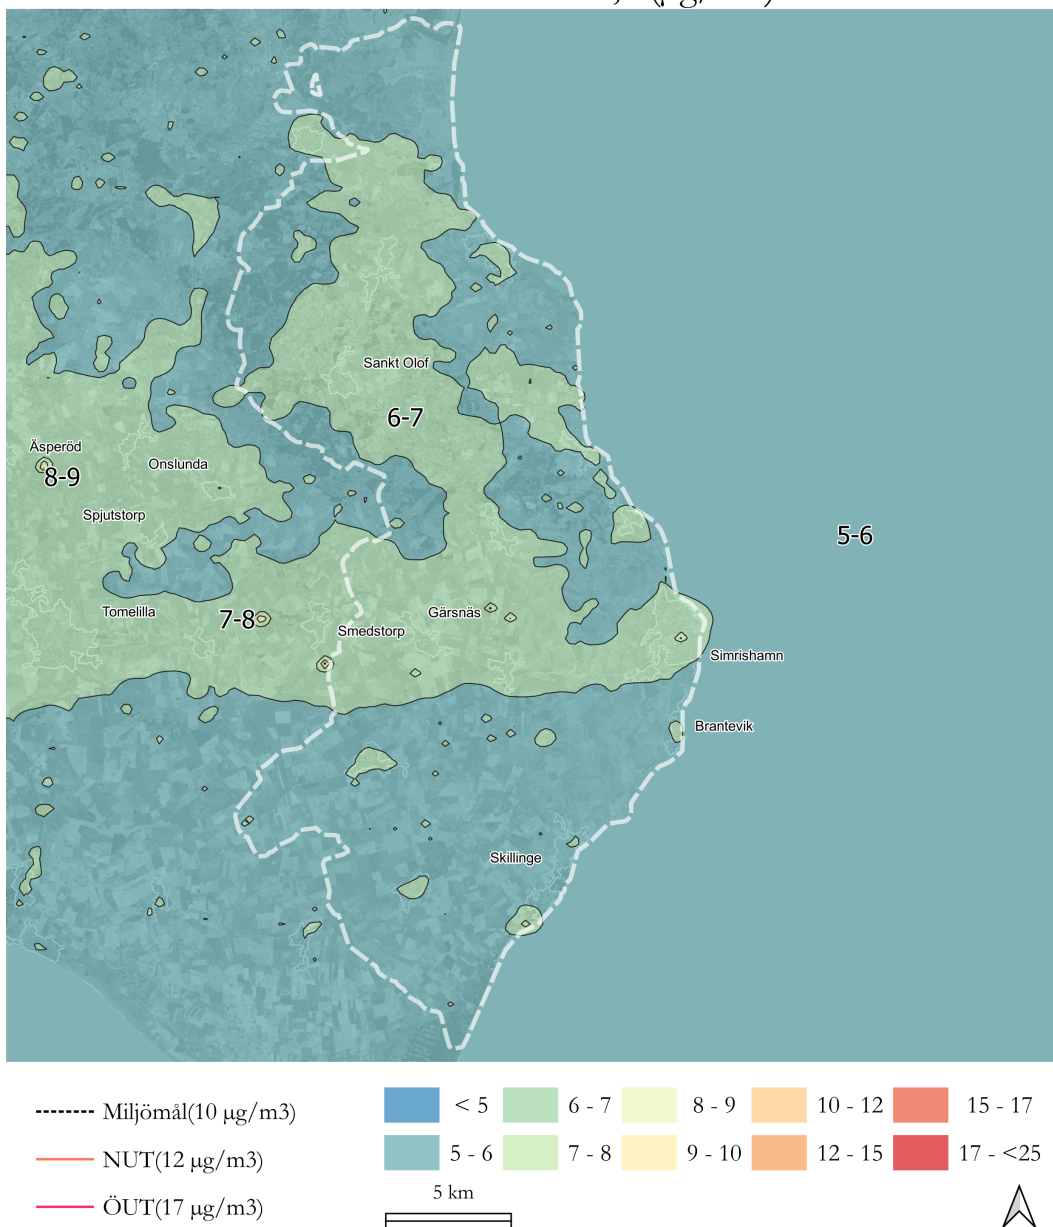 Sankt Olof
6-7
Äsperöd
8-9
Onslunda
Spjutstorp
5-6
Tomelilla
7-8
Gärsnäs
Smedstorp
Simrishamn
Brantevik
Skillinge
Miljömål(10 µg/m3)
NUT(12 µg/m3)
ÖUT(17 µg/m3)
< 5
6 - 7
8 - 9
10 - 12
15 - 17
5 - 6
7 - 8
9 - 10
12 - 15
17 - <25
5 km